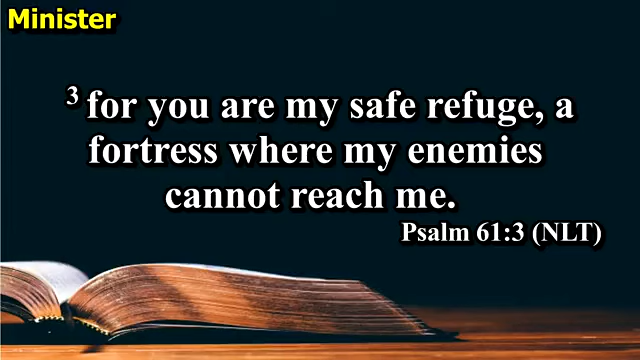 Minister
3 for you are my safe refuge, a
fortress where my enemies
cannot reach me.
Psalm 61:3 (NLT)